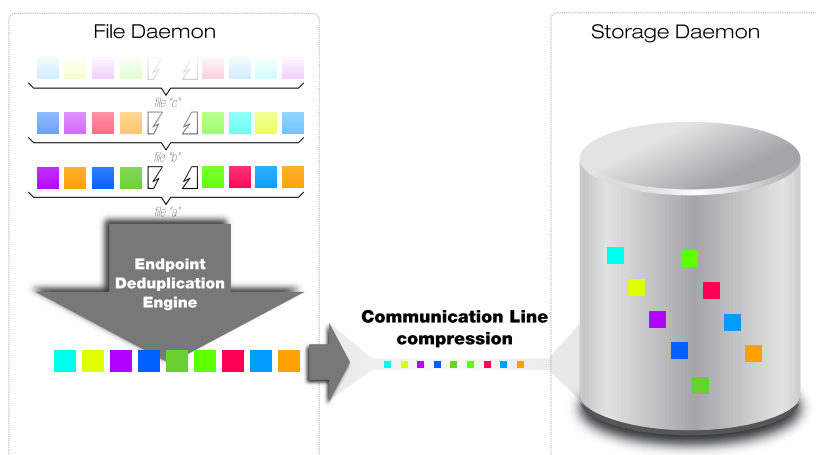 File Daemon
Storage Daemon
file "c"
file "b"
file "a"
Endpoint
Deduplication
Engine
Communication Line
compression